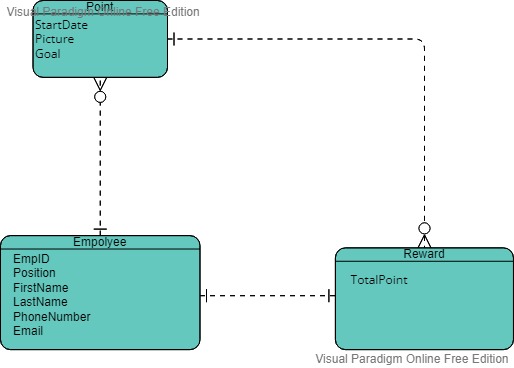 Point
Visual Paradigm Online Free Edition
StartDate
Picture
Goal
Empolyee
EmpID
Position
FirstName
LastName
PhoneNumber
Email
Reward
TotalPoint
Visual Paradigm Online Free Edition